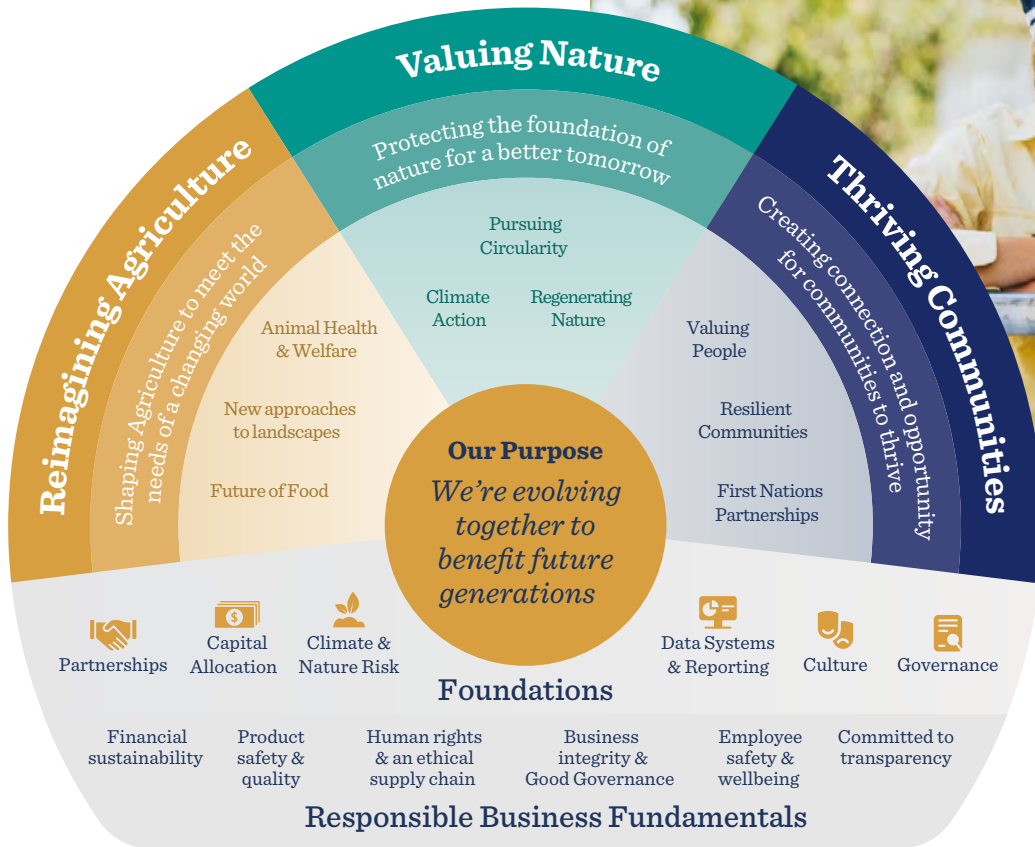 Valuing Nature
Protecting the foundation of
nature for a better tomorrow
Pursuing
Circularity
Climate
Action
Regenerating
Nature
Reimagining Agriculture
Shaping Agriculture to meet the
needs of a changing world
Animal Health
& Welfare
New approaches
to landscapes
Future of Food
Thriving Communities
Creating connection and opportunity
for communities to thrive
Valuing
People
Resilient
Communities
First Nations
Partnerships
Our Purpose
We’re evolving
together to
benefit future
generations
Partnerships
Capital
Allocation
Climate &
Nature Risk
Data Systems
& Reporting
Culture
Governance
Foundations
Financial
sustainability
Product
safety &
quality
Human rights
& an ethical
supply chain
Business
integrity &
Good Governance
Employee
safety &
wellbeing
Committed to
transparency
Responsible Business Fundamentals